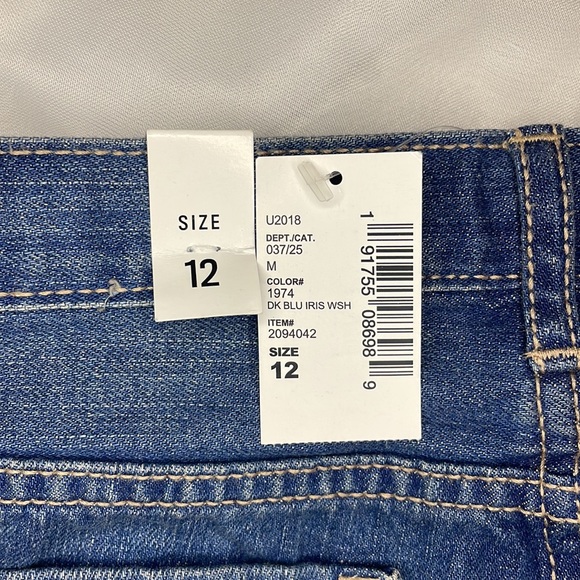 SIZE
12
U2018
DEPT./CAT.
037/25
M
COLOR#
1974
DK BLU IRIS WSH
ITEM#
2094042
SIZE
12
1 91755 08698 9